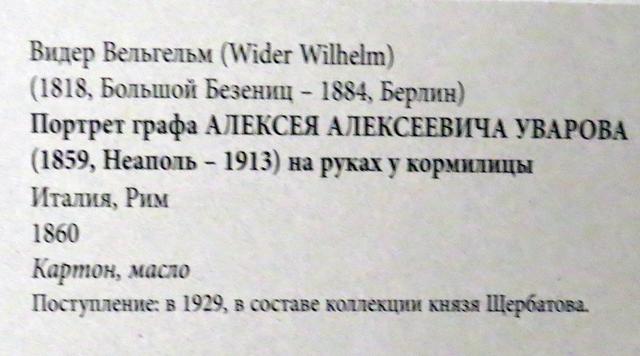 Видер Вельгельм (Wider Wilhelm)
(1818, Большой Безениц – 1884, Берлин)
Портрет графа АЛЕКСЕЯ АЛЕКСЕЕВИЧА УВАРОВА
(1859, Неаполь – 1913) на руках у кормилицы
Италия, Рим
1860
Картон, масло
Поступление: в 1929, в составе коллекции князя Щербатова.